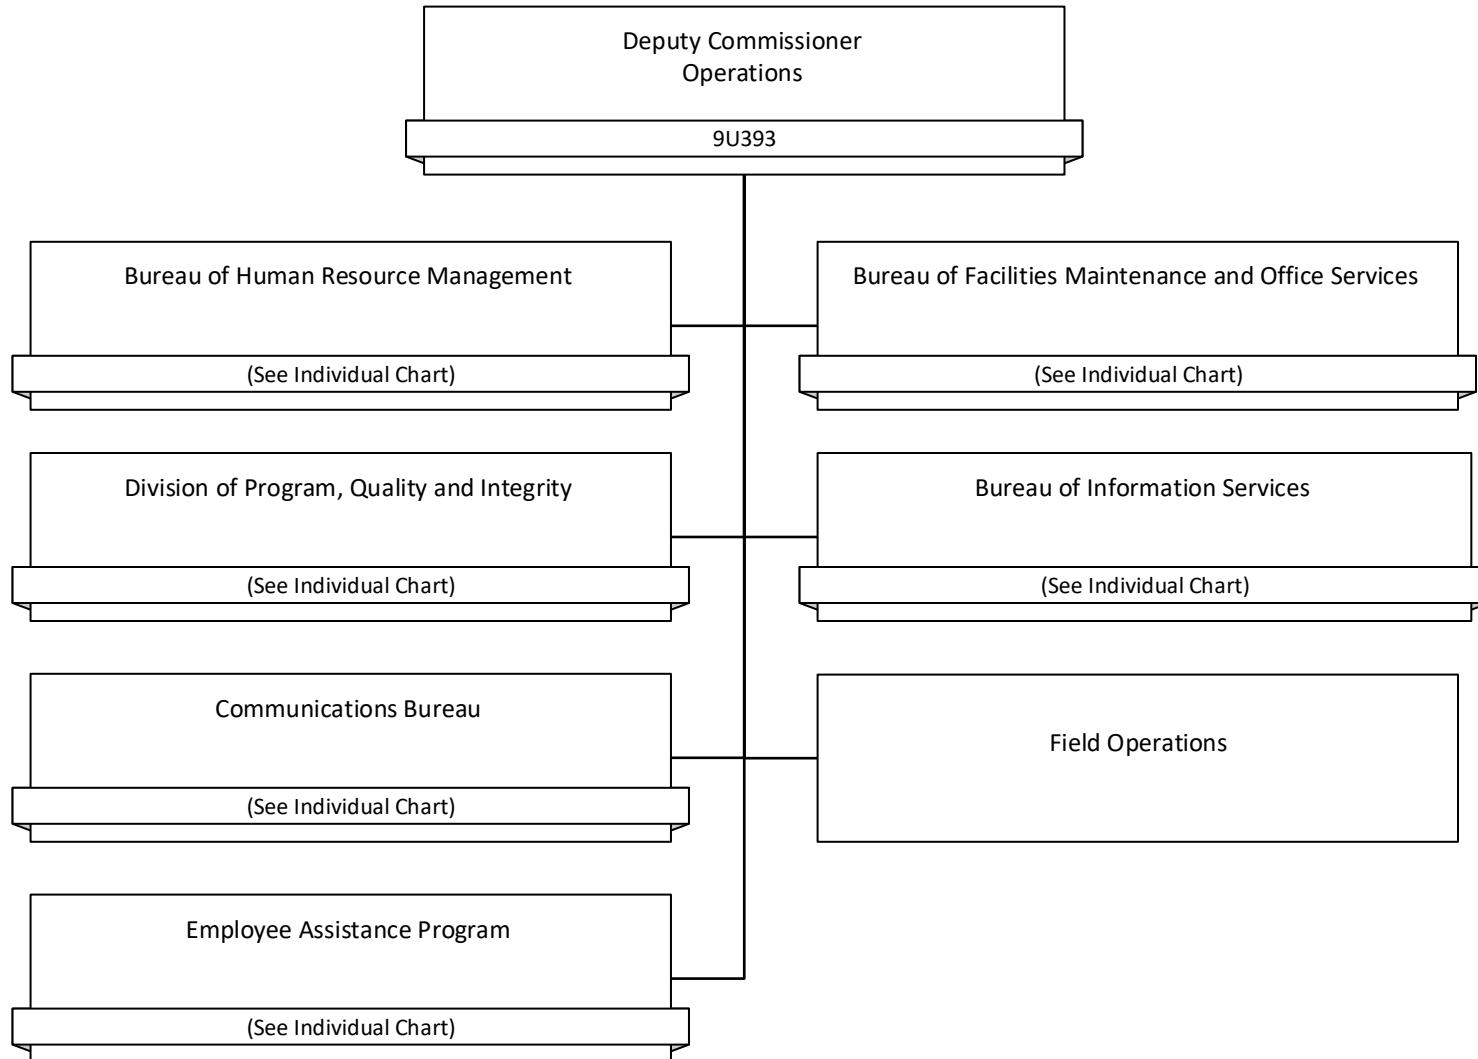 Deputy Commissioner
Operations
9U393
Bureau of Human Resource Management
(See Individual Chart)
Bureau of Facilities Maintenance and Office Services
(See Individual Chart)
Division of Program, Quality and Integrity
(See Individual Chart)
Bureau of Information Services
(See Individual Chart)
Communications Bureau
(See Individual Chart)
Field Operations
Employee Assistance Program
(See Individual Chart)